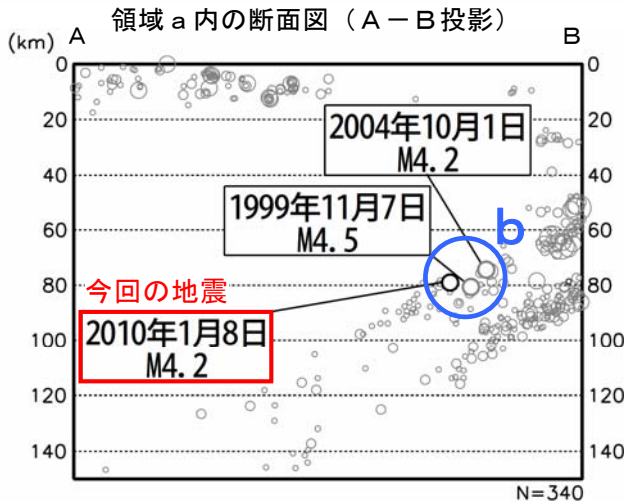 領域a内の断面図（A－B投影）
(km) A B
0 0
20 20
40 40
60 60
80 80
100 100
120 120
140 140
2004年10月1日
M4.2
1999年11月7日
M4.5
b
今回の地震
2010年1月8日
M4.2
N=340